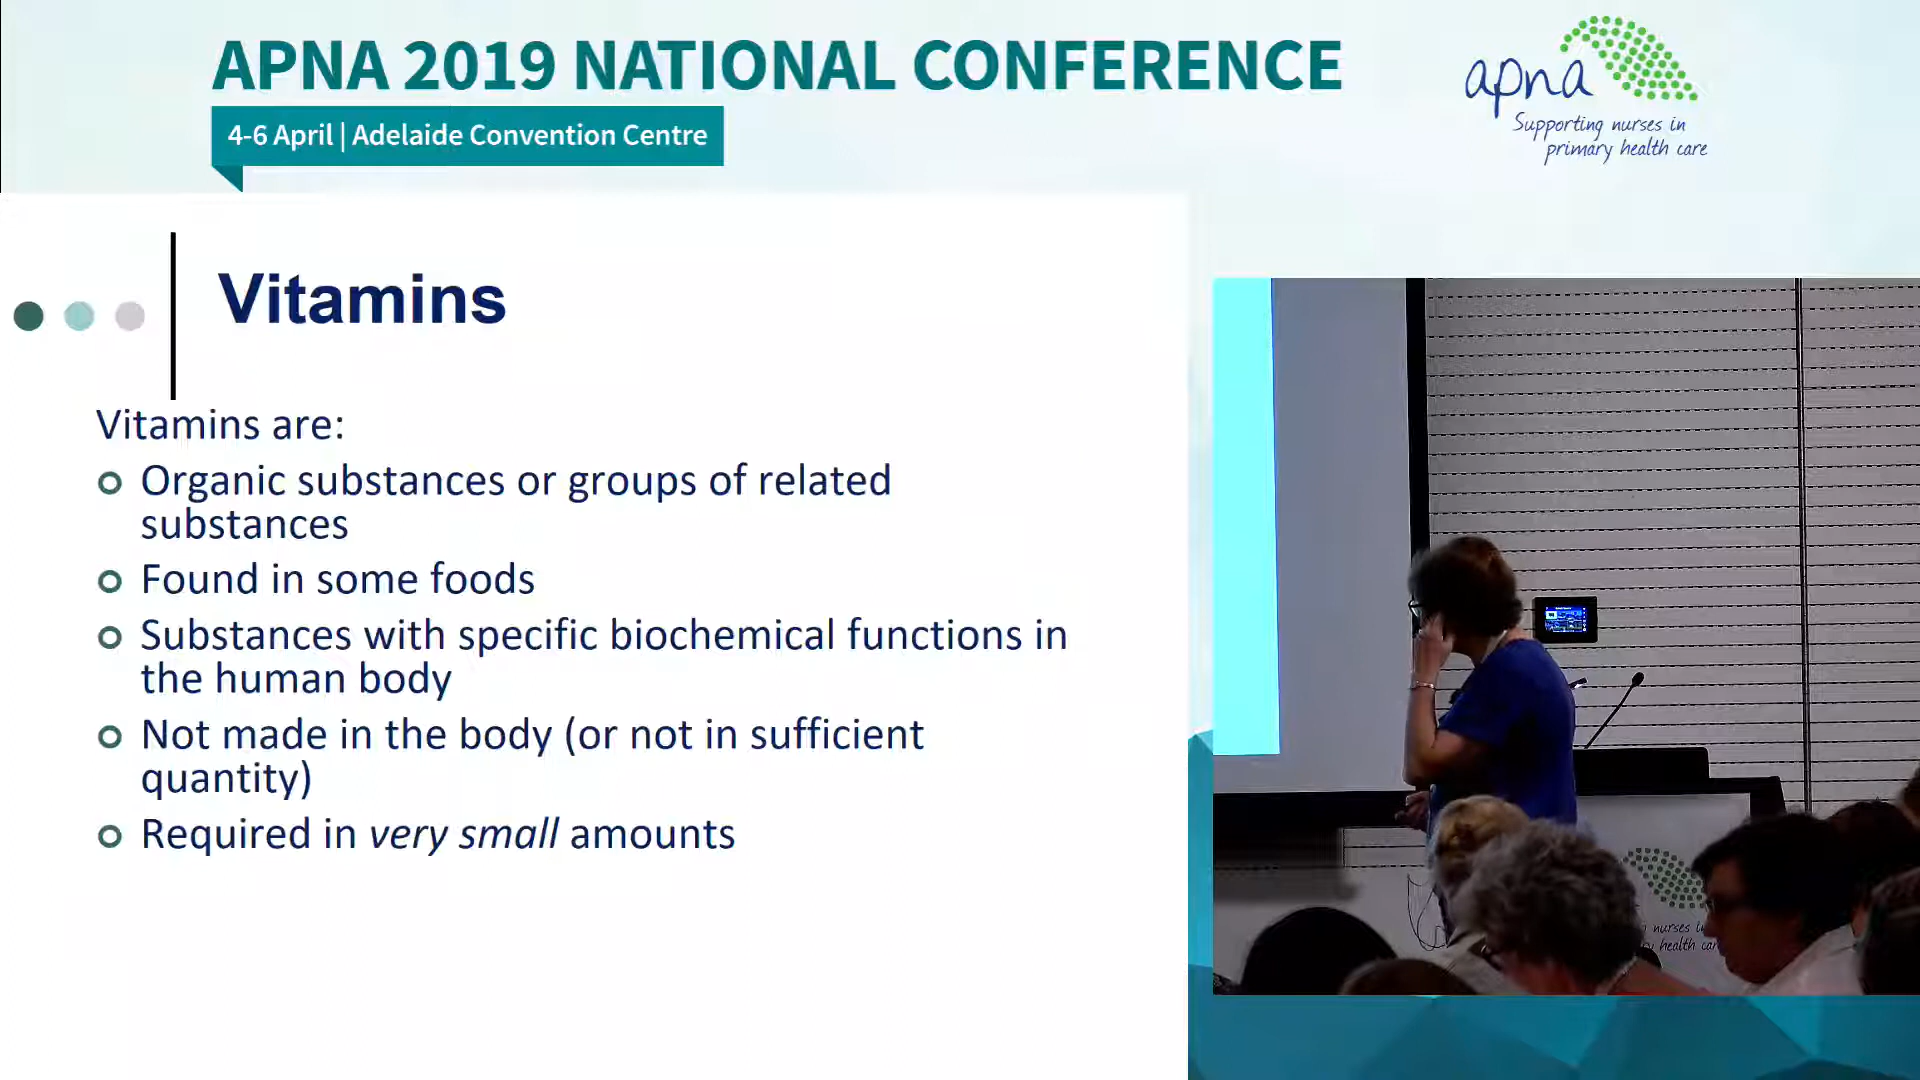 APNA 2019 NATIONAL CONFERENCE
4-6 April | Adelaide Convention Centre
apna
Supporting nurses in
primary health care
Vitamins
Vitamins are:
Organic substances or groups of related
substances
Found in some foods
Substances with specific biochemical functions in
the human body
Not made in the body (or not in sufficient
quantity)
Required in very small amounts
nurses
health